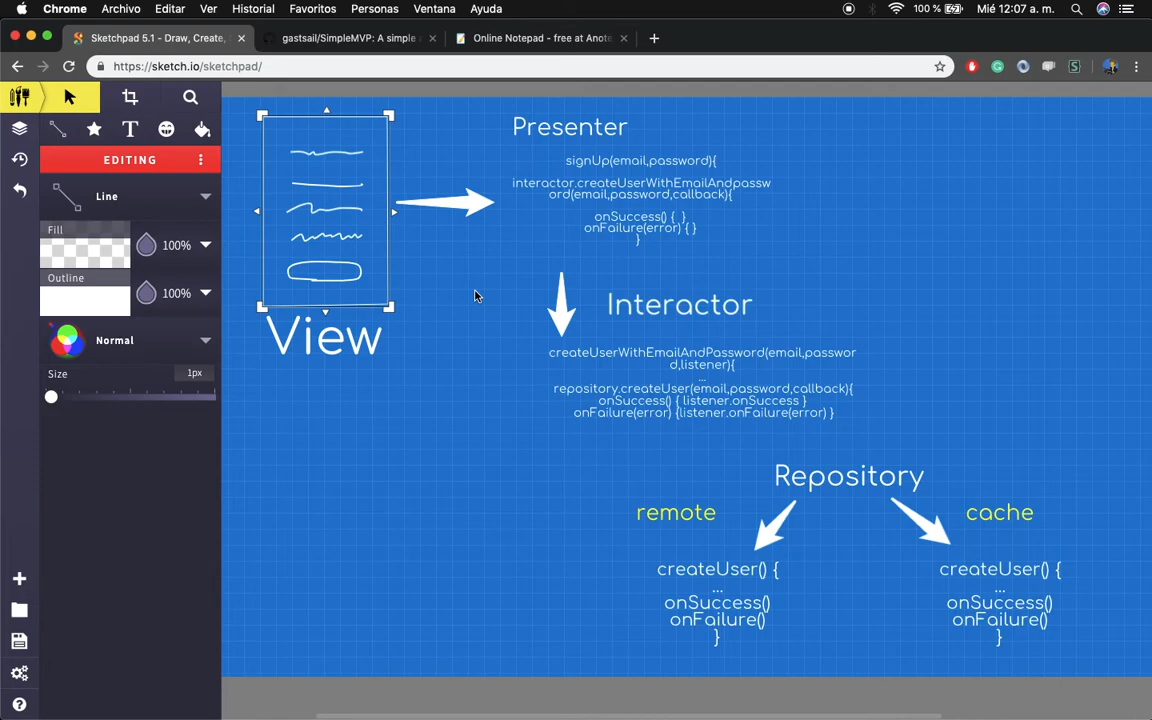 Chrome Archivo Editar Ver Historial Favoritos Personas Ventana Ayuda 100 % Mié 12:07 a. m.
Sketchpad 5.1 - Draw, Create, gastsail/SimpleMVP: A simple Online Notepad - free at Anote
https://sketch.io/sketchpad/
EDITING
Line
Fill
100%
Outline
100%
Normal
Size 1px
View
Presenter
signUp(email,password){
interactor.createUserWithEmailAndpassw
ord(email,password,callback){
onSuccess() { }
onFailure(error) { }
}
Interactor
createUserWithEmailAndPassword(email,passwor
d,listener){
...
repository.createUser(email,password,callback){
onSuccess() { listener.onSuccess }
onFailure(error) {listener.onFailure(error) }
Repository
remote cache
createUser() { createUser() {
... ...
onSuccess() onSuccess()
onFailure() onFailure()
} }